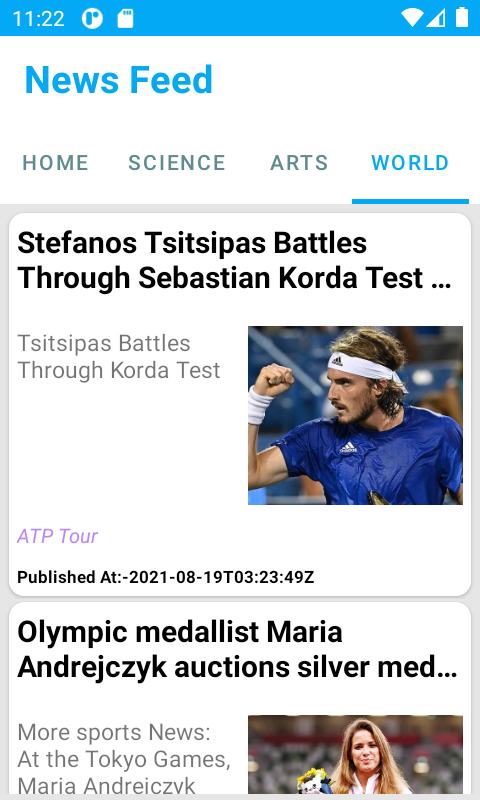 11:22
News Feed
HOME SCIENCE ARTS WORLD
Stefanos Tsitsipas Battles
Through Sebastian Korda Test ...
Tsitsipas Battles
Through Korda Test
ATP Tour
Published At:-2021-08-19T03:23:49Z
Olympic medallist Maria
Andrejczyk auctions silver med...
More sports News:
At the Tokyo Games,
Maria Andrejczyk